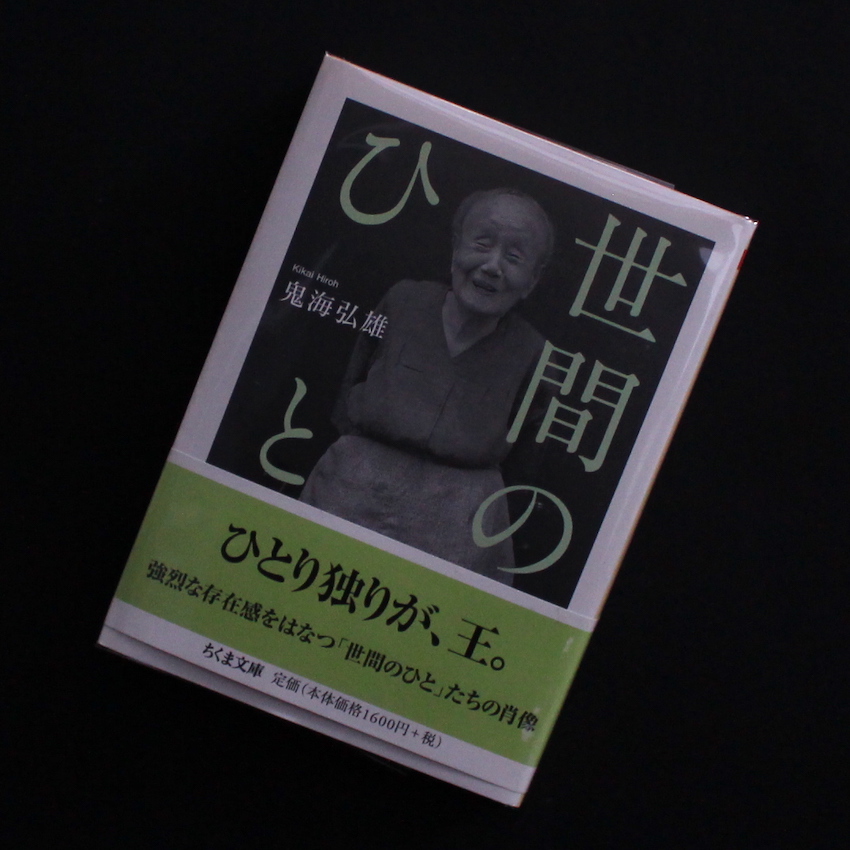 世間の
ひと
Kikai Hiroh
鬼海弘雄
ひとり独りが、王。
強烈な存在感をはなつ「世間のひと」たちの肖像
ちくま文庫 定価(本体価格1600円+税)